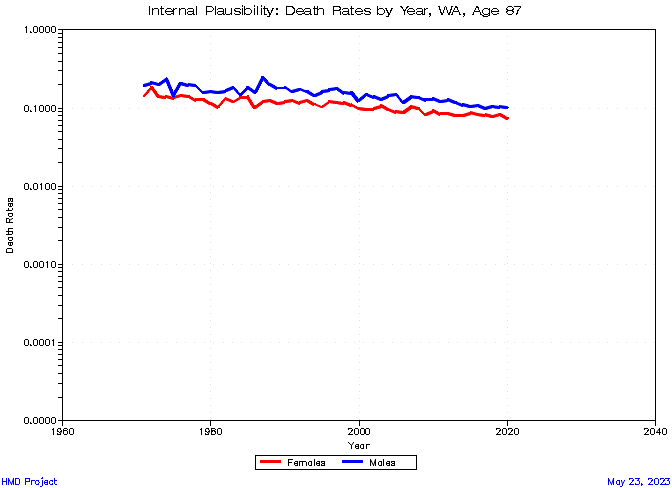 Internal Plausibility: Death Rates by Year, WA, Age 87
1.0000
0.1000
0.0100
0.0010
0.0001
0.0000
Death Rates
1960
1980
2000
2020
2040
Year
Females
Males
HMD Project
May 23, 2023